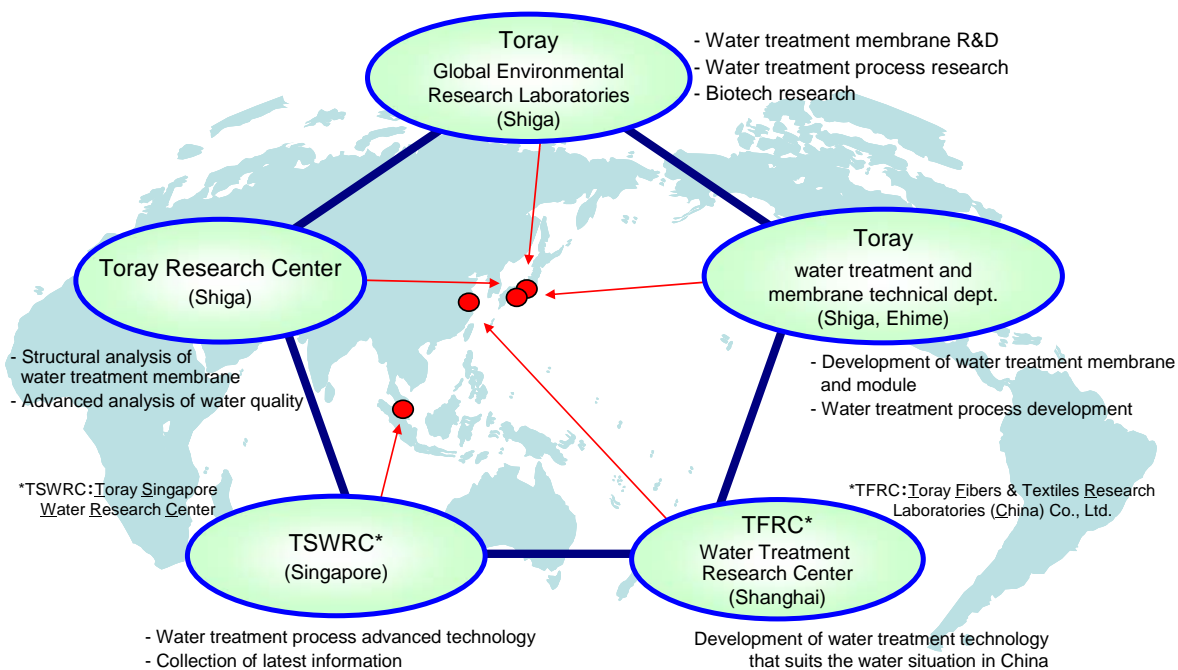 Toray
Global Environmental
Research Laboratories
(Shiga)
- Water treatment membrane R&D
- Water treatment process research
- Biotech research
Toray Research Center
(Shiga)
- Structural analysis of
water treatment membrane
- Advanced analysis of water quality
Toray
water treatment and
membrane technical dept.
(Shiga, Ehime)
- Development of water treatment membrane
and module
- Water treatment process development
*TSWRC:Toray Singapore
Water Research Center
TSWRC*
(Singapore)
- Water treatment process advanced technology
- Collection of latest information
*TFRC:Toray Fibers & Textiles Research
Laboratories (China) Co., Ltd.
TFRC*
Water Treatment
Research Center
(Shanghai)
Development of water treatment technology
that suits the water situation in China